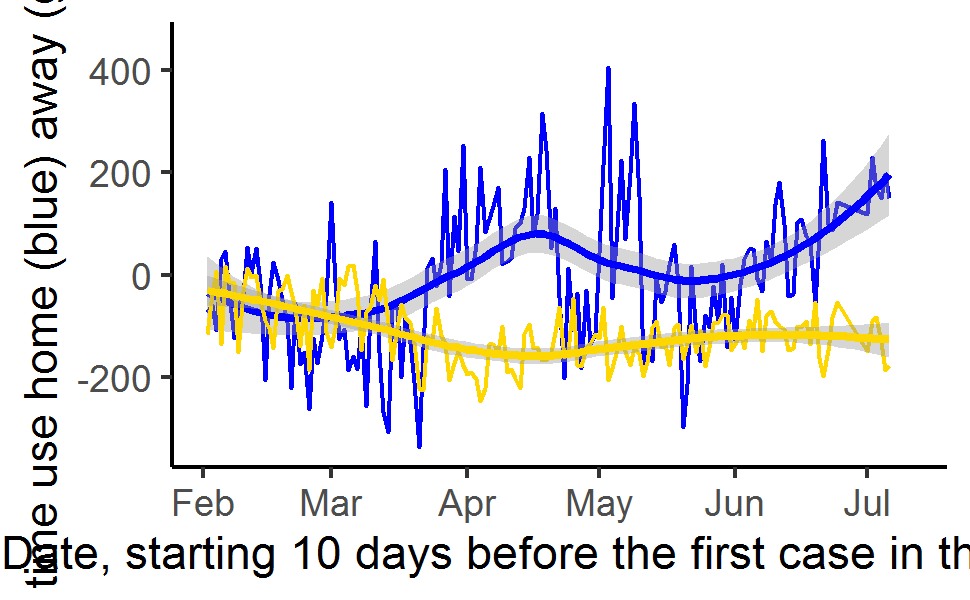 time use home (blue) away (
400
200
0
-200
Feb Mar Apr May Jun Jul
Date, starting 10 days before the first case in th